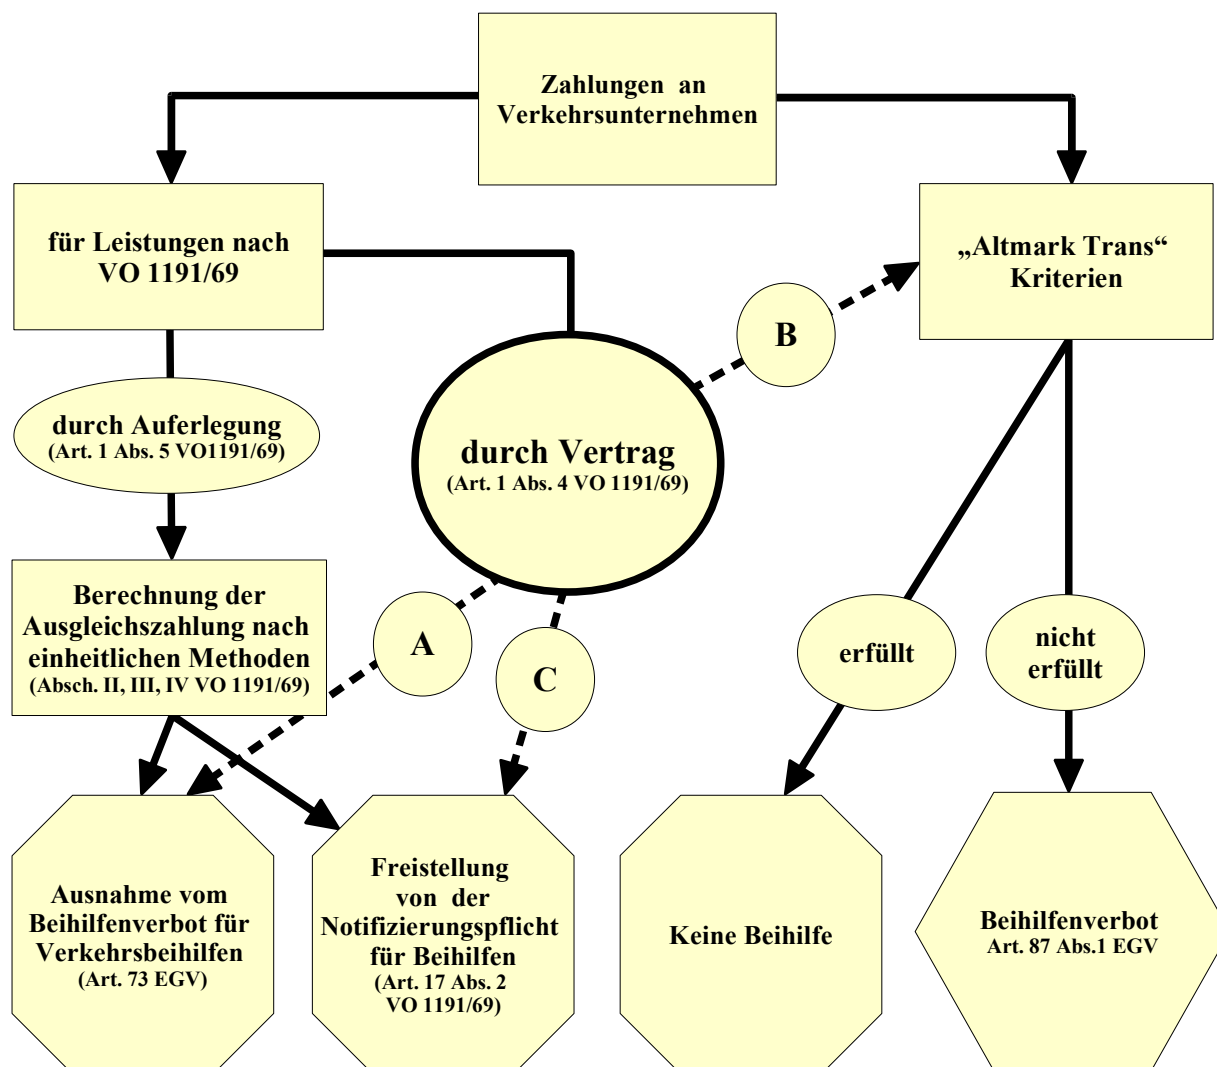 Zahlungen an
Verkehrsunternehmen
für Leistungen nach
VO 1191/69
„Altmark Trans“
Kriterien
B
durch Auferlegung
(Art. 1 Abs. 5 VO1191/69)
durch Vertrag
(Art. 1 Abs. 4 VO 1191/69)
Berechnung der
Ausgleichszahlung nach
einheitlichen Methoden
(Absch. II, III, IV VO 1191/69)
A
C
erfüllt
nicht
erfüllt
Ausnahme vom
Beihilfenverbot für
Verkehrsbeihilfen
(Art. 73 EGV)
Freistellung
von der
Notifizierungspflicht
für Beihilfen
(Art. 17 Abs. 2
VO 1191/69)
Keine Beihilfe
Beihilfenverbot
Art. 87 Abs.1 EGV